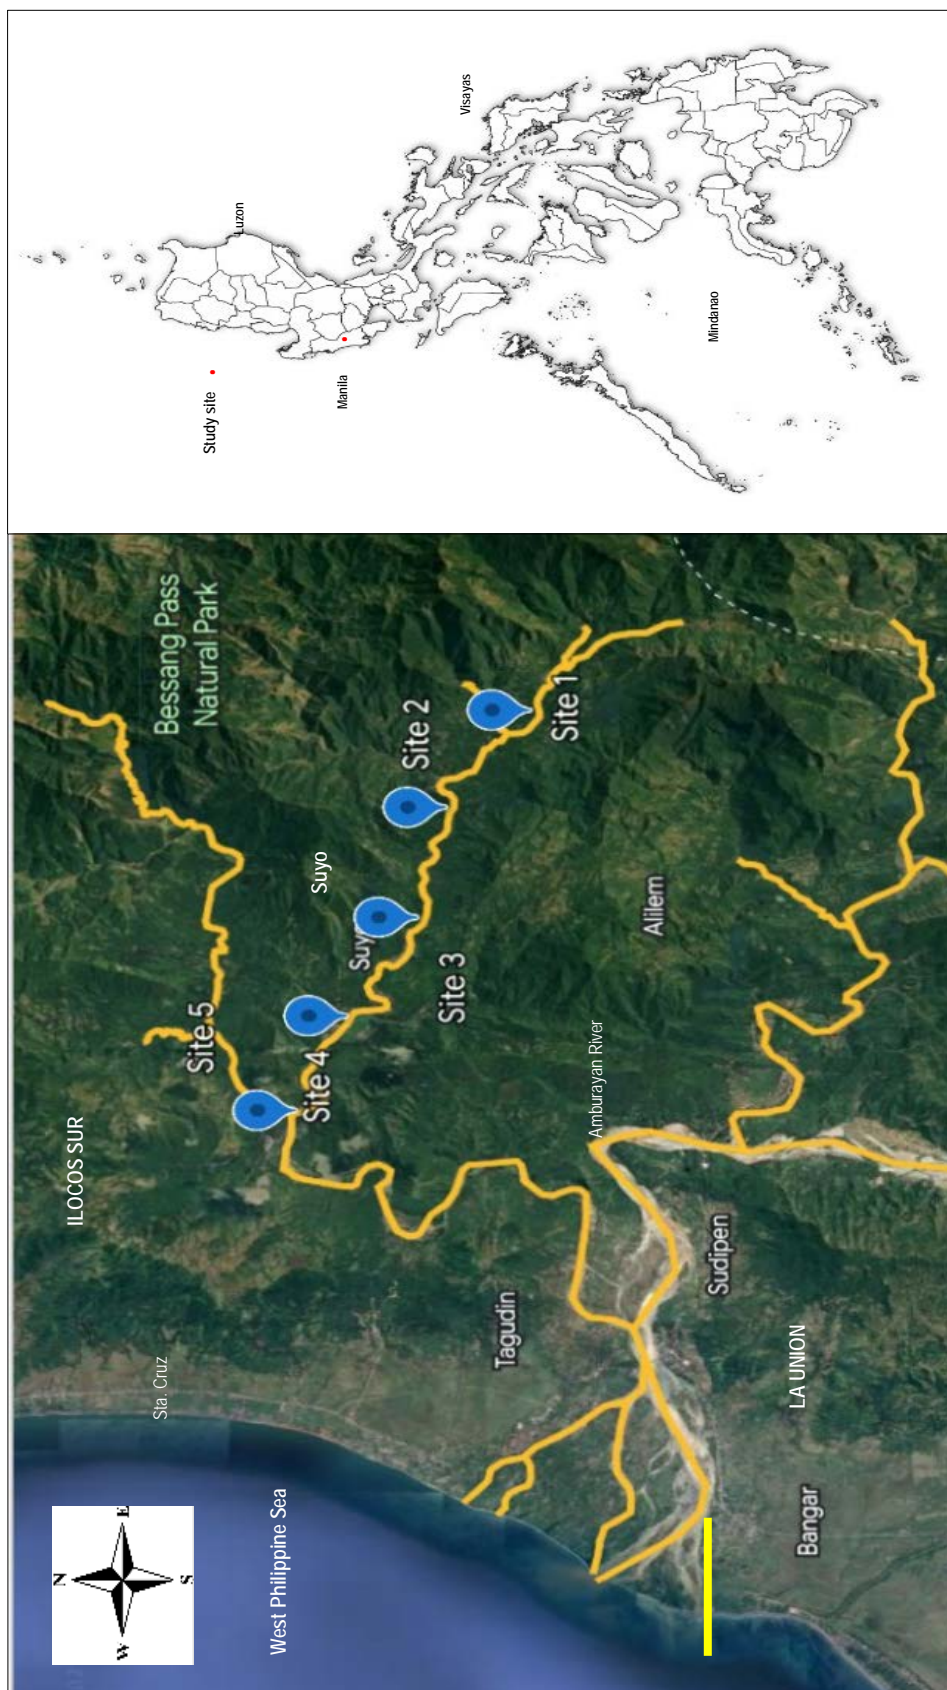 Visayas
Luzon
Study site
Manila
Mindanao
Bessang Pass
Natural Park
Site 2
Site 1
Suyo
Suyo
Alilem
Site 3
Site 5
Site 4
Amburayan River
ILOCOS SUR
Sudipen
Tagudin
LA UNION
Sta. Cruz
Bangar
West Philippine Sea
N
E
S
W